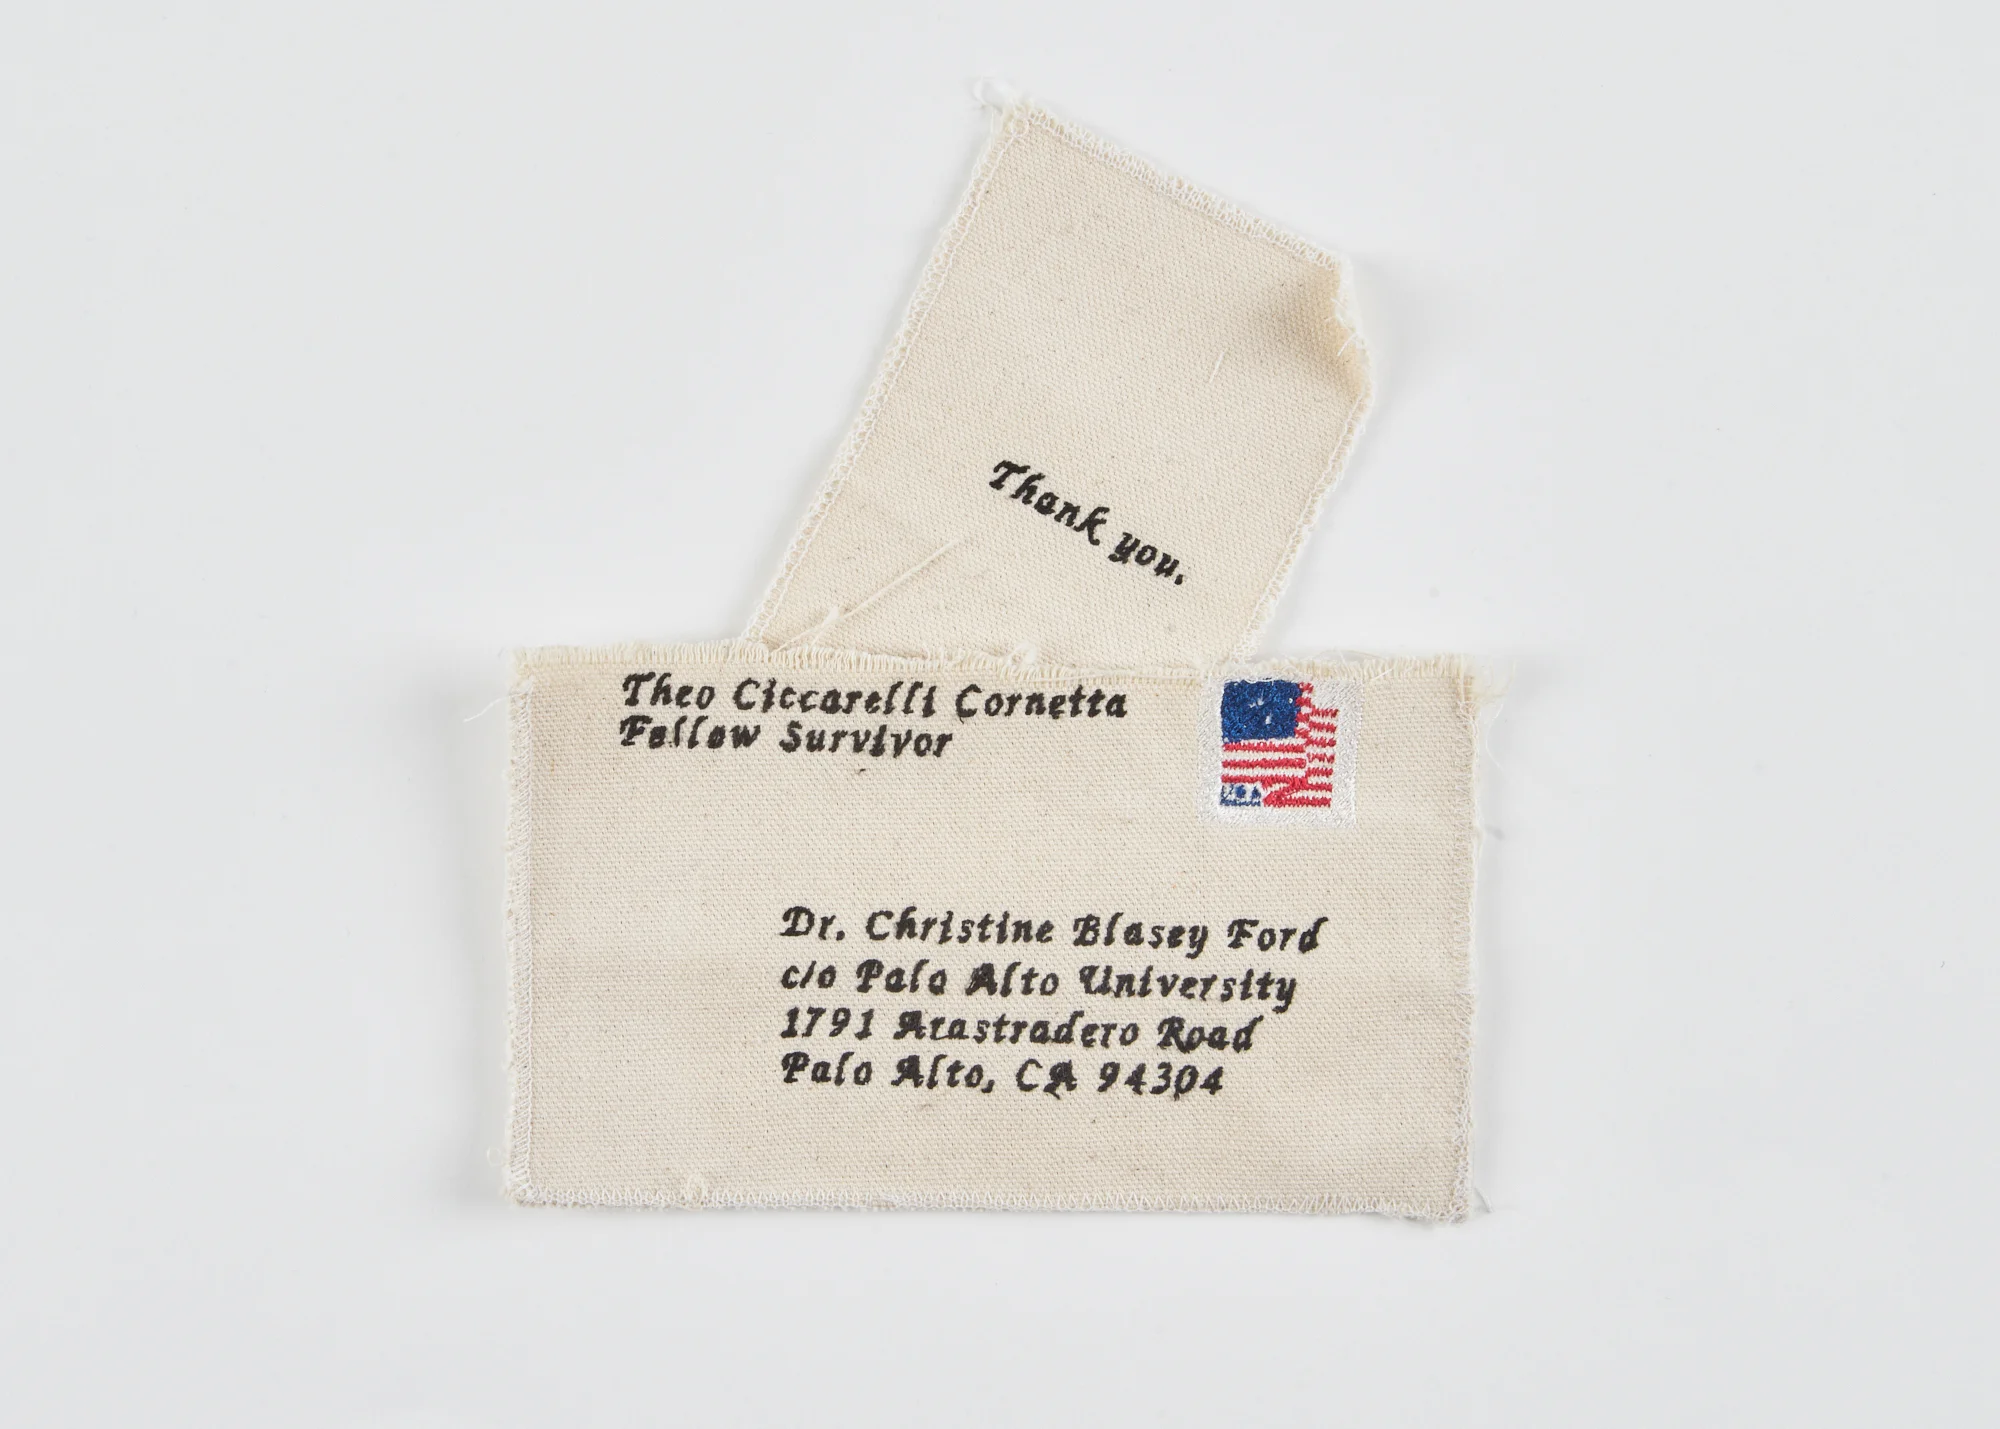 Thank you.
Theo Ciccarelli Cornetta
Fellow Survivor
USA
Dr. Christine Blasey Ford
c/o Palo Alto University
1791 Arastradero Road
Palo Alto, CA 94304